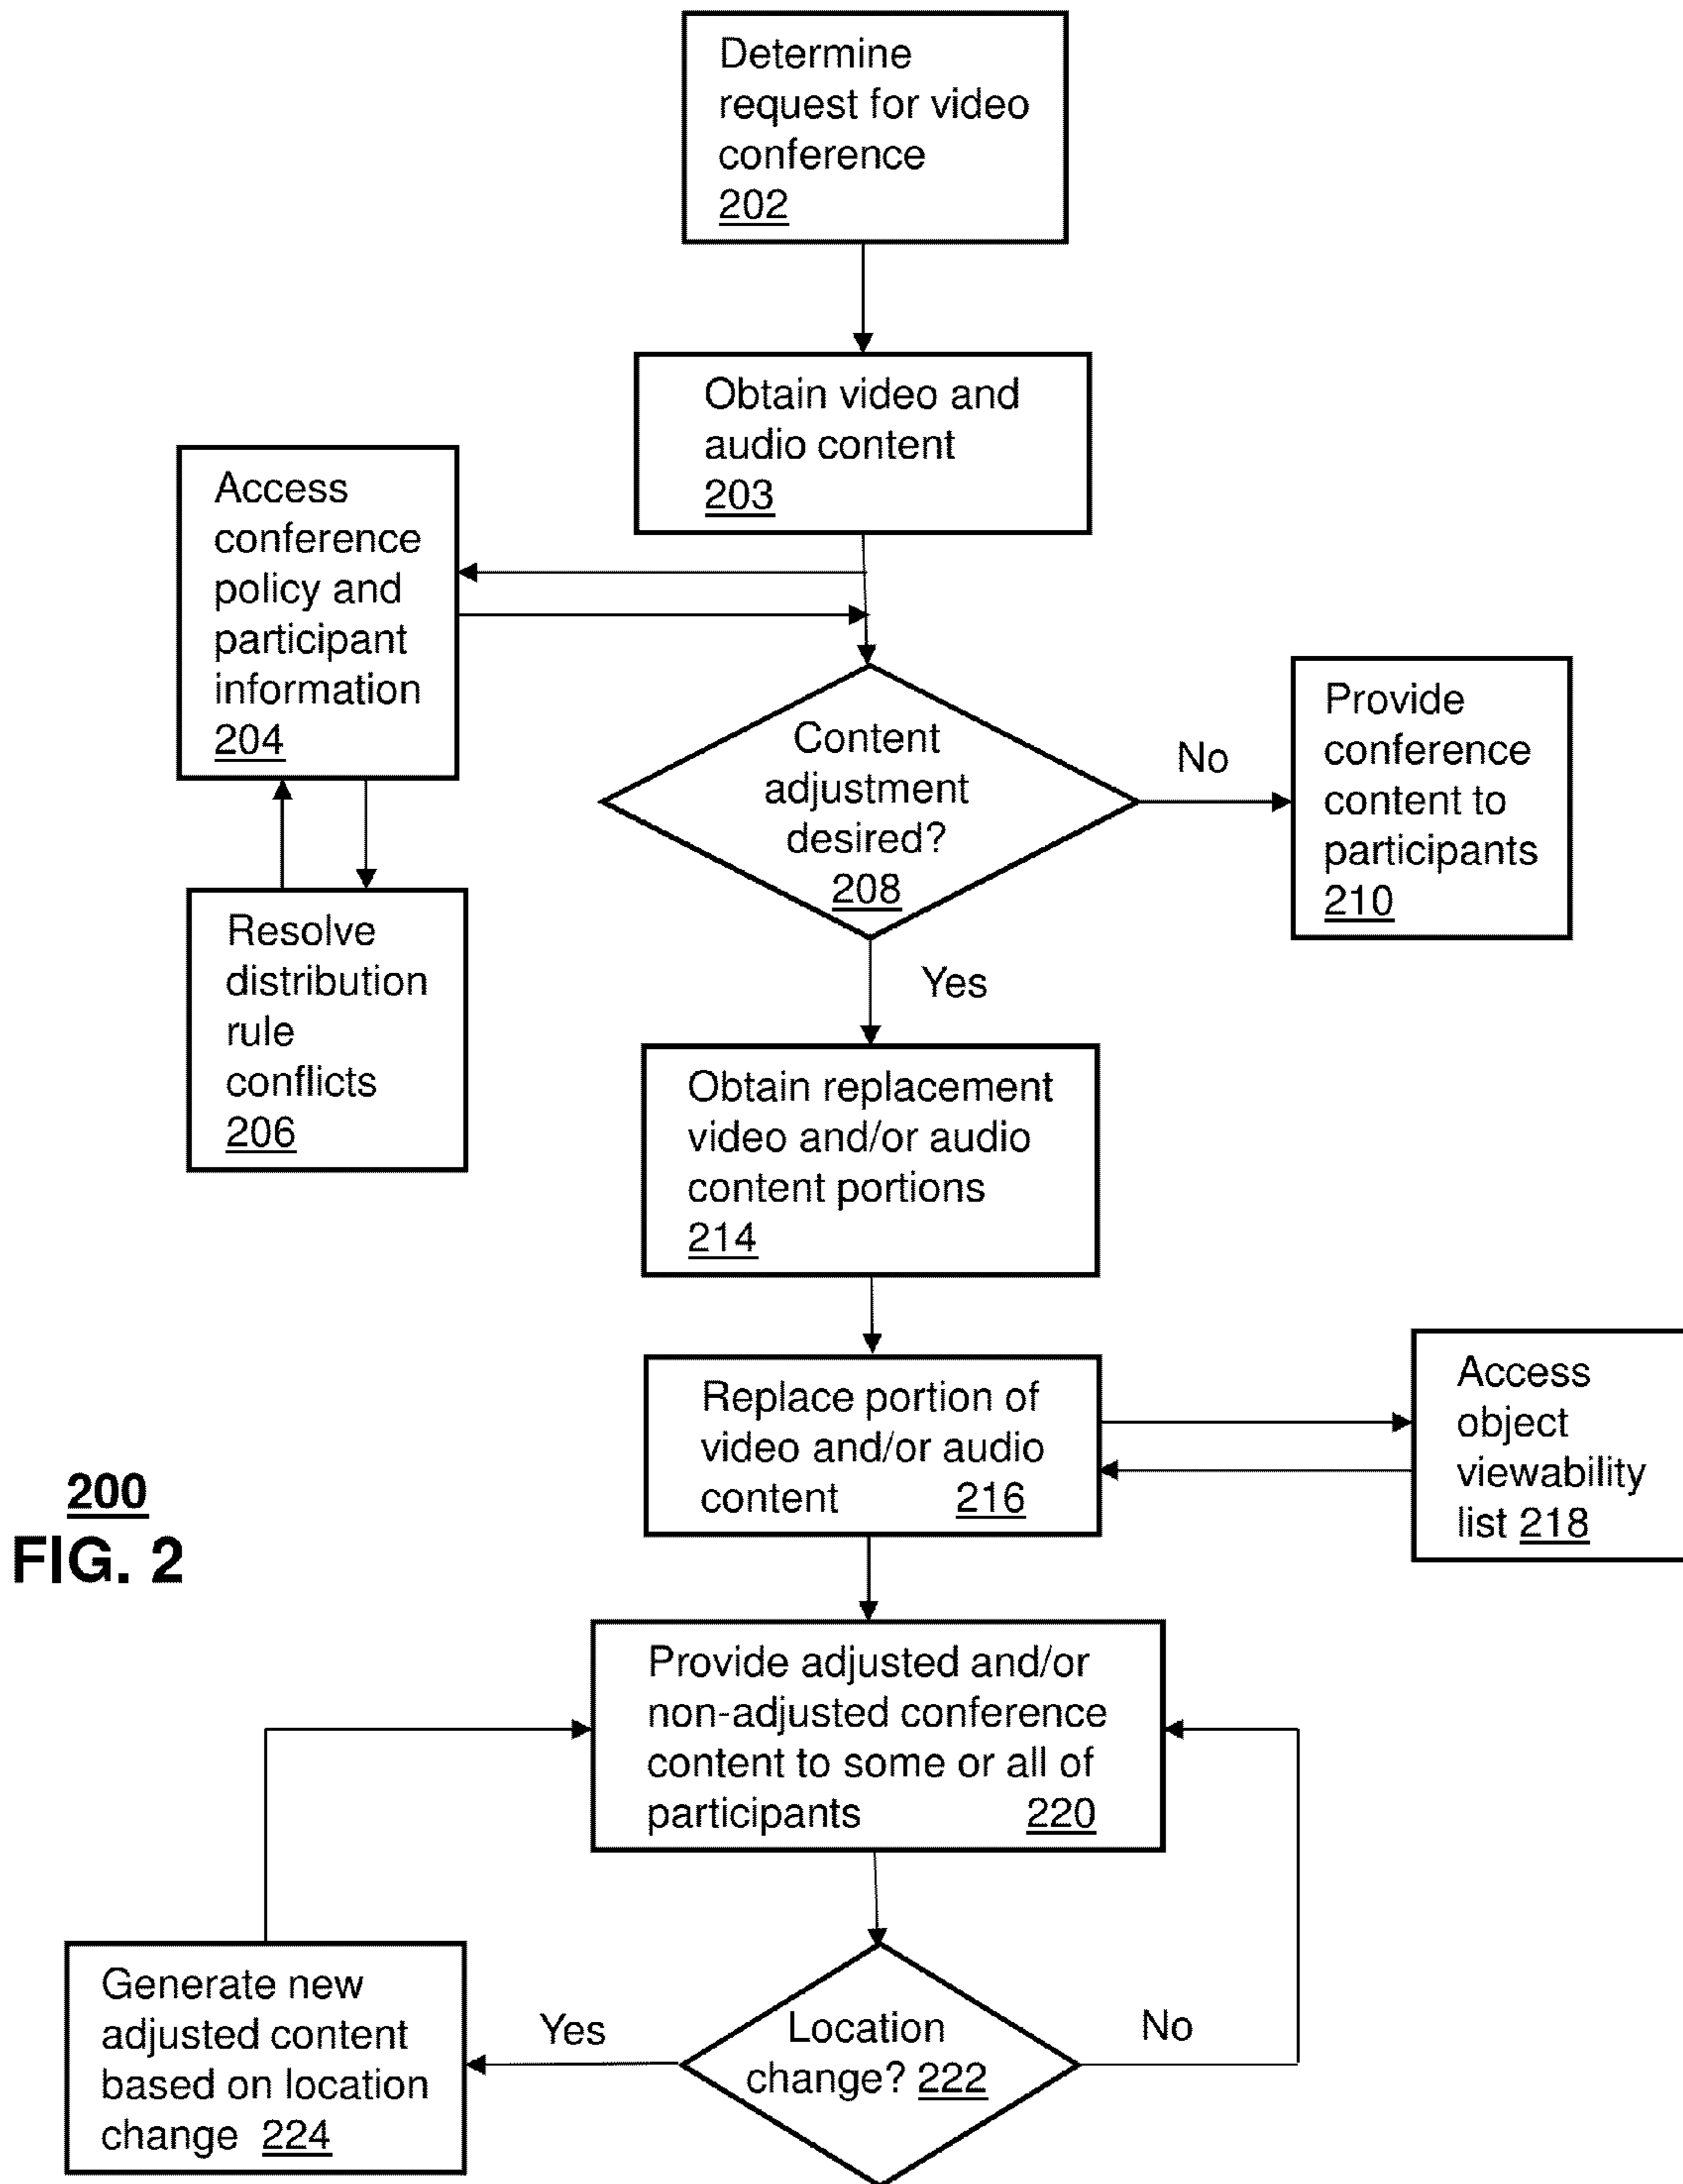 Determine
request for video
conference
202
Obtain video and
audio content
203
Access
conference
policy and
participant
information
204
Resolve
distribution
rule
conflicts
206
Content
adjustment
desired?
208
No
Provide
conference
content to
participants
210
Yes
Obtain replacement
video and/or audio
content portions
214
Replace portion of
video and/or audio
content 216
Access
object
viewability
list 218
200
FIG. 2
Provide adjusted and/or
non-adjusted conference
content to some or all of
participants 220
Location
change? 222
Yes
No
Generate new
adjusted content
based on location
change 224